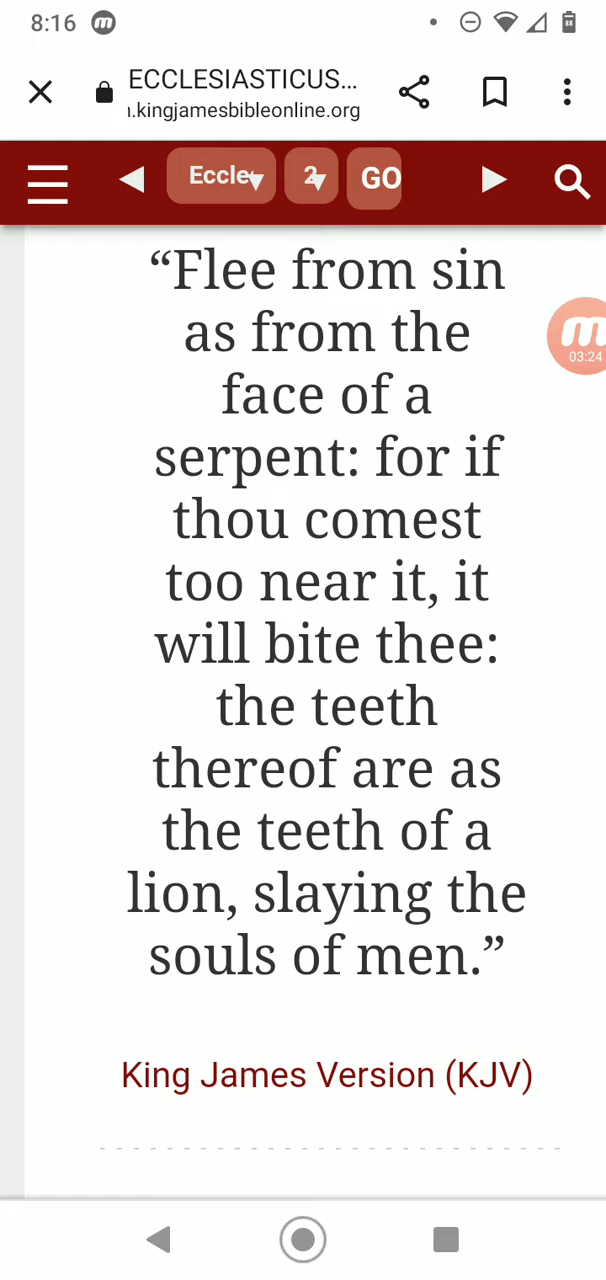 8:16 m
ECCLESIASTICUS...
.kingjamesbibleonline.org
Eccle 2 GO
“Flee from sin
as from the
face of a
serpent: for if
thou comest
too near it, it
will bite thee:
the teeth
thereof are as
the teeth of a
lion, slaying the
souls of men.”
m
03:24
King James Version (KJV)